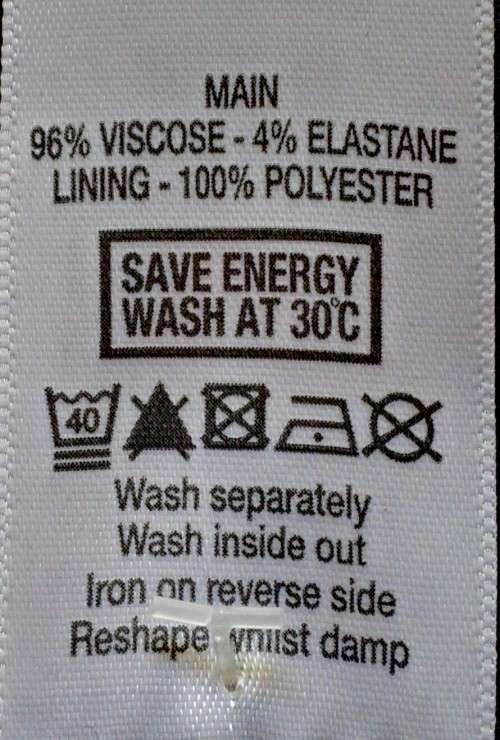 MAIN
96% VISCOSE - 4% ELASTANE
LINING - 100% POLYESTER
SAVE ENERGY
WASH AT 30°C
40
Wash separately
Wash inside out
Iron on reverse side
Reshape whilst damp